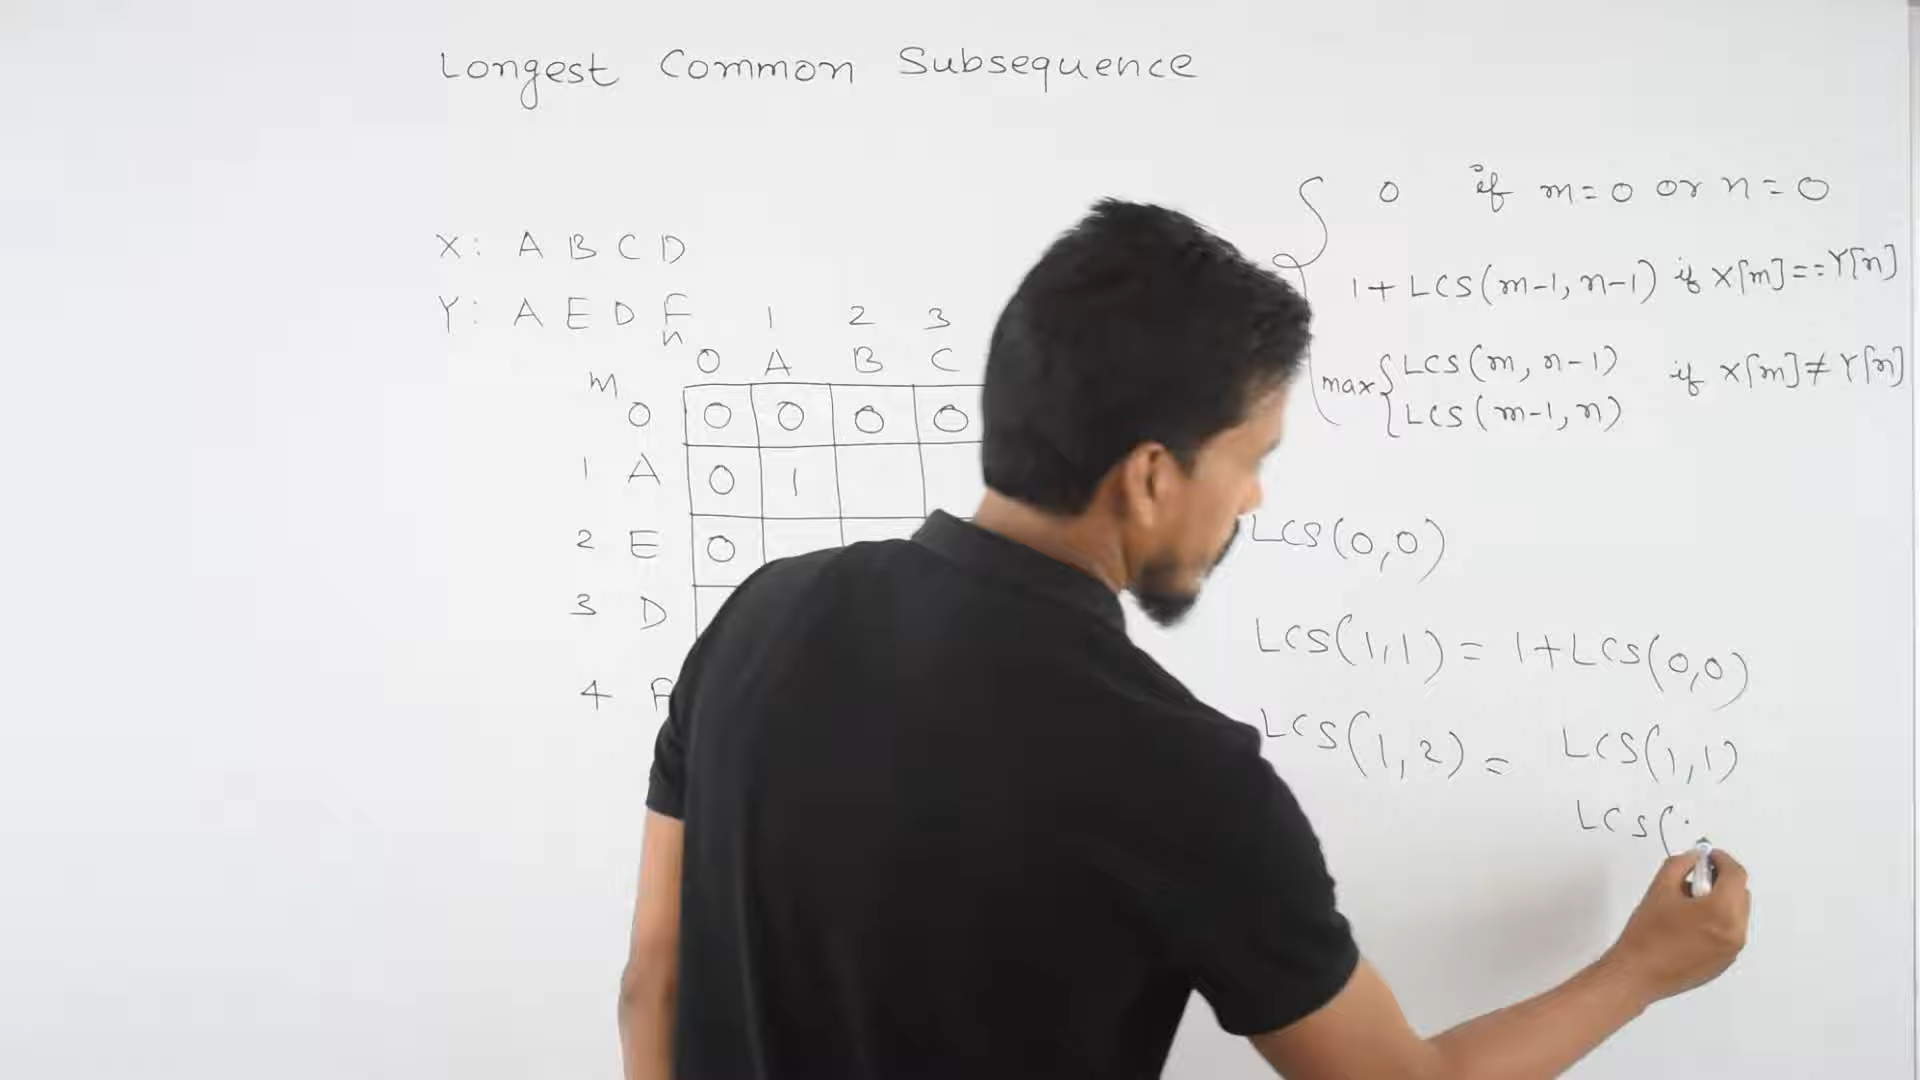 Longest Common Subsequence
X: A B C D
Y: A E D F
0 if m=0 or n=0
1+LCS(m-1, n-1) if X[m]==Y[n]
max{LCS(m, n-1) if X[m]≠Y[n]
LCS(m-1, n)
1 2 3
n
m 0 A B C
0 0 0 0 0
1 A 0 1
2 E 0
3 D
4 F
LCS(0,0)
LCS(1,1) = 1+LCS(0,0)
LCS(1,2) = LCS(1,1)
LCS(